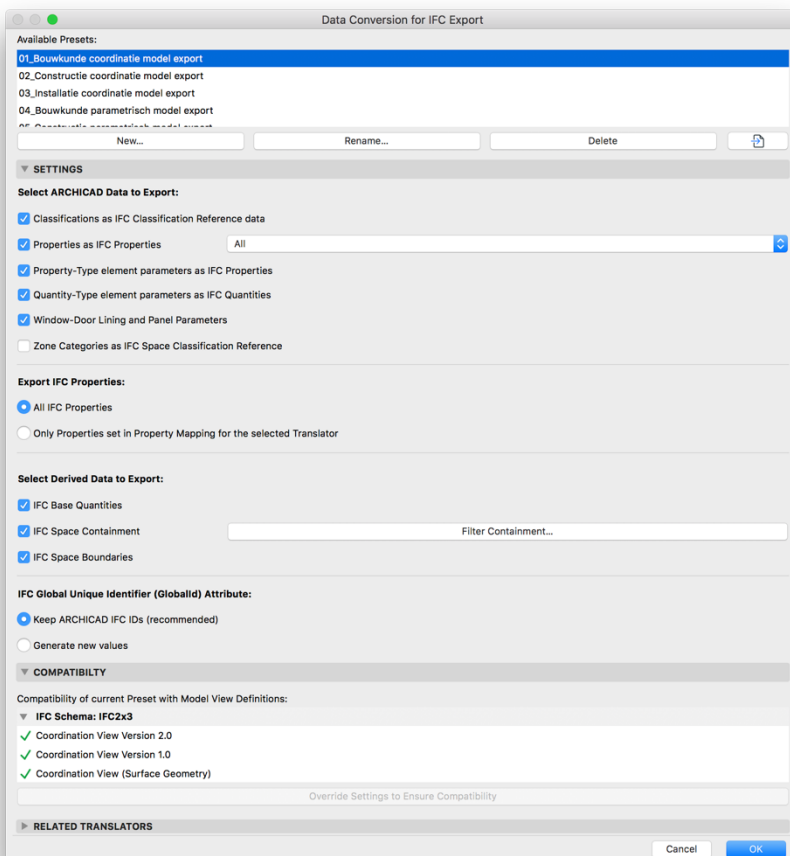 Data Conversion for IFC Export
Available Presets:
01_Bouwkunde coordinatie model export
02_Constructie coordinatie model export
03_Installatie coordinatie model export
04_Bouwkunde parametrisch model export
05_Constructie parametrisch model export
New... Rename... Delete
SETTINGS
Select ARCHICAD Data to Export:
Classifications as IFC Classification Reference data
Properties as IFC Properties All
Property-Type element parameters as IFC Properties
Quantity-Type element parameters as IFC Quantities
Window-Door Lining and Panel Parameters
Zone Categories as IFC Space Classification Reference
Export IFC Properties:
All IFC Properties
Only Properties set in Property Mapping for the selected Translator
Select Derived Data to Export:
IFC Base Quantities
IFC Space Containment Filter Containment...
IFC Space Boundaries
IFC Global Unique Identifier (GlobalId) Attribute:
Keep ARCHICAD IFC IDs (recommended)
Generate new values
COMPATIBILTY
Compatibility of current Preset with Model View Definitions:
IFC Schema: IFC2x3
Coordination View Version 2.0
Coordination View Version 1.0
Coordination View (Surface Geometry)
Override Settings to Ensure Compatibility
RELATED TRANSLATORS
Cancel OK